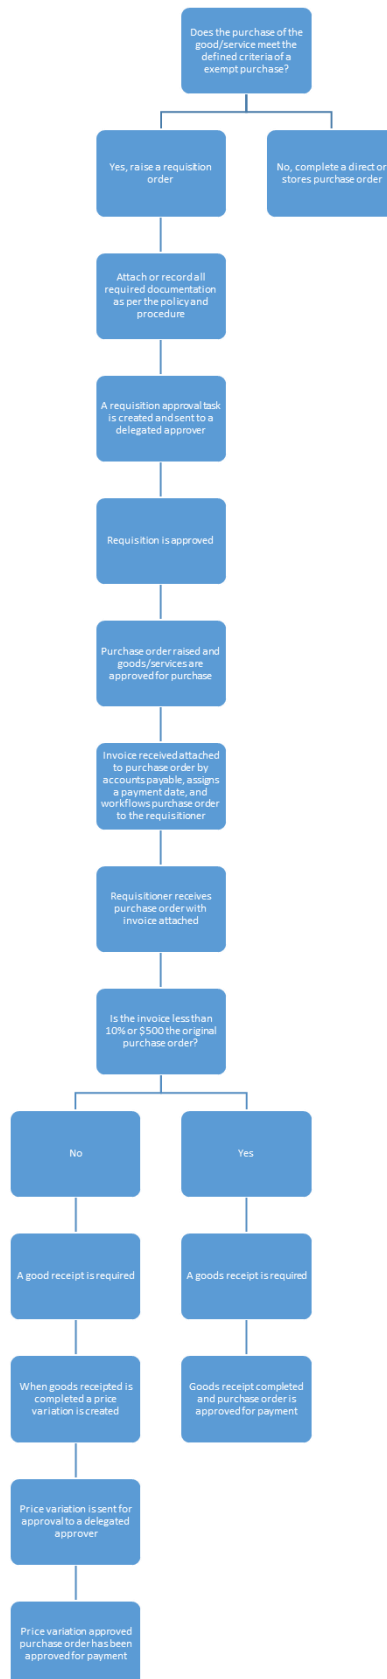 Does the purchase of the
good/service meet the
defined criteria of a
exempt purchase?
Yes, raise a requisition
order
No, complete a direct or
stores purchase order
Attach or record all
required documentation
as per the policy and
procedure
A requisition approval task
is created and sent to a
delegated approver
Requisition is approved
Purchase order raised and
goods/services are
approved for purchase
Invoice received attached
to purchase order by
accounts payable, assigns
a payment date, and
workflows purchase order
to the requisitioner
Requisitioner receives
purchase order with
invoice attached
Is the invoice less than
10% or $500 the original
purchase order?
No
Yes
A good receipt is required
A goods receipt is required
When goods receipted is
completed a price
variation is created
Goods receipt completed
and purchase order is
approved for payment
Price variation is sent for
approval to a delegated
approver
Price variation approved
purchase order has been
approved for payment